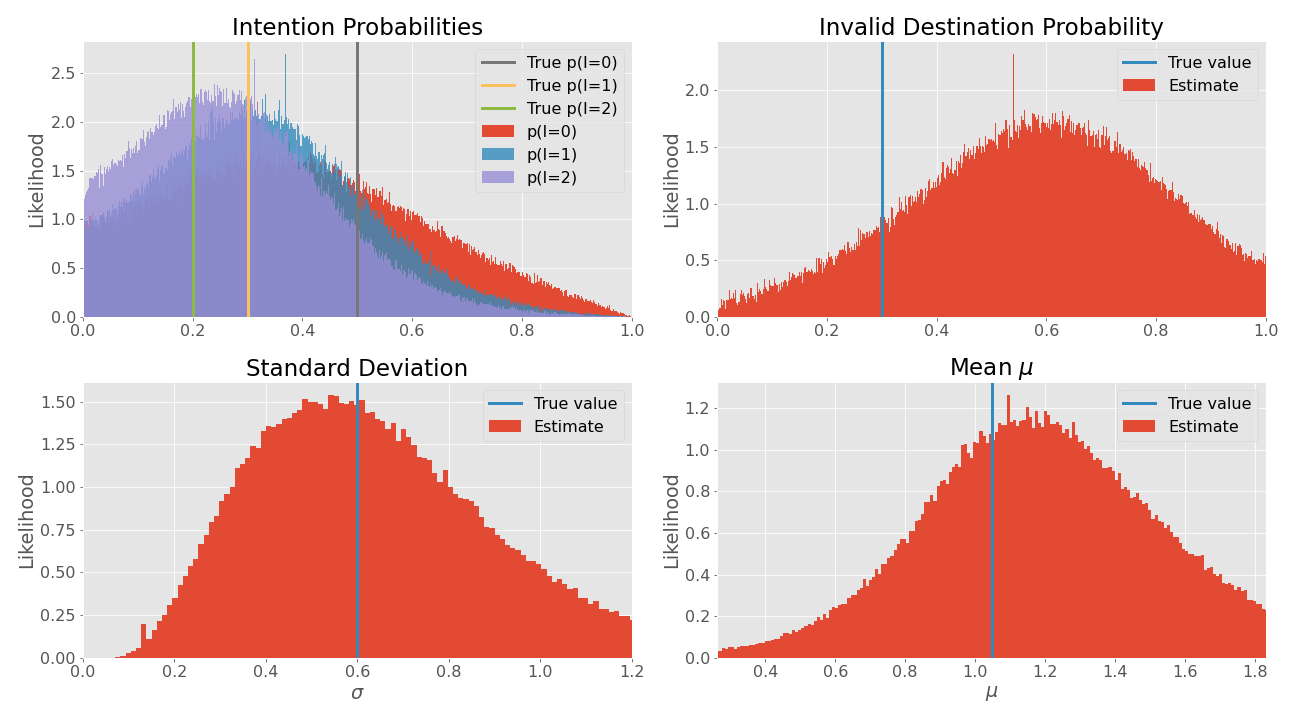 Intention Probabilities
Likelihood
2.5
2.0
1.5
1.0
0.5
0.0
0.0 0.2 0.4 0.6 0.8 1.0
True p(I=0)
True p(I=1)
True p(I=2)
p(I=0)
p(I=1)
p(I=2)
Invalid Destination Probability
Likelihood
2.0
1.5
1.0
0.5
0.0
0.0 0.2 0.4 0.6 0.8 1.0
True value
Estimate
Standard Deviation
Likelihood
1.50
1.25
1.00
0.75
0.50
0.25
0.00
0.0 0.2 0.4 0.6 0.8 1.0 1.2
σ
True value
Estimate
Mean μ
Likelihood
1.2
1.0
0.8
0.6
0.4
0.2
0.0
0.4 0.6 0.8 1.0 1.2 1.4 1.6 1.8
μ
True value
Estimate